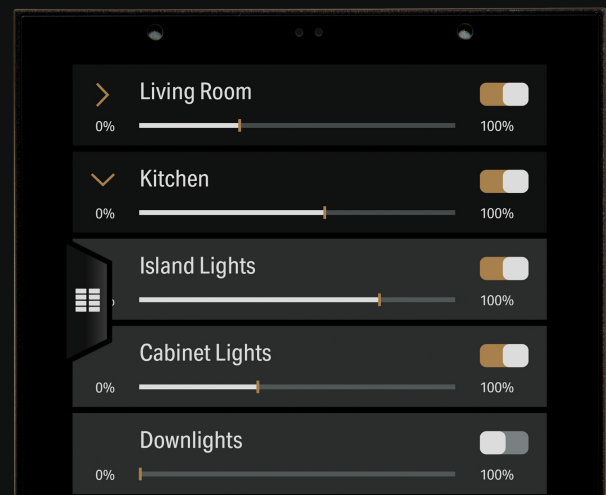 Living Room
0% 100%
Kitchen
0% 100%
Island Lights
100%
Cabinet Lights
0% 100%
Downlights
0% 100%